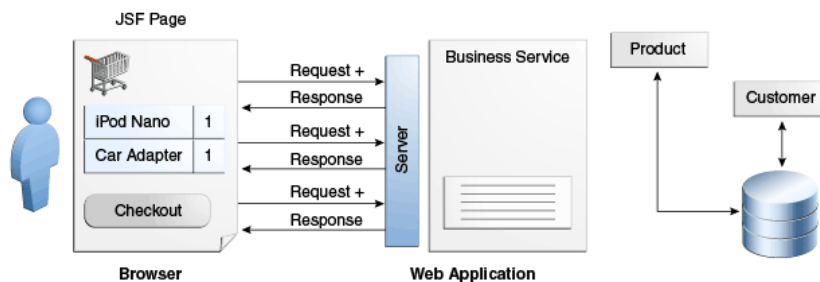 JSF Page
iPod Nano 1
Car Adapter 1
Checkout
Browser
Request +
Response
Request +
Response
Request +
Response
Server
Business Service
Web Application
Product
Customer